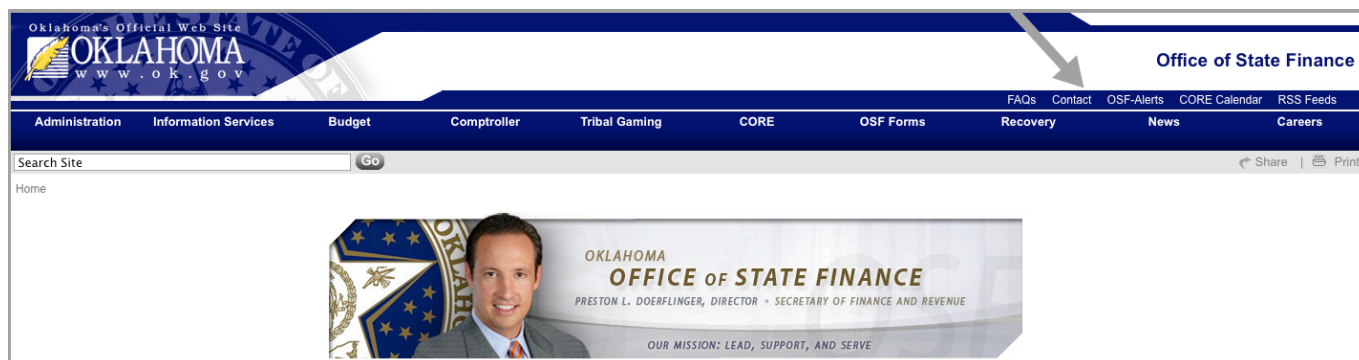 Oklahoma's Official Web Site
OKLAHOMA
www.ok.gov
Office of State Finance
FAQs Contact OSF-Alerts CORE Calendar RSS Feeds
Administration Information Services Budget Comptroller Tribal Gaming CORE OSF Forms Recovery News Careers
Search Site Go Share | Print
Home
OKLAHOMA
OFFICE OF STATE FINANCE
PRESTON L. DOERFLINGER, DIRECTOR • SECRETARY OF FINANCE AND REVENUE
OUR MISSION: LEAD, SUPPORT, AND SERVE